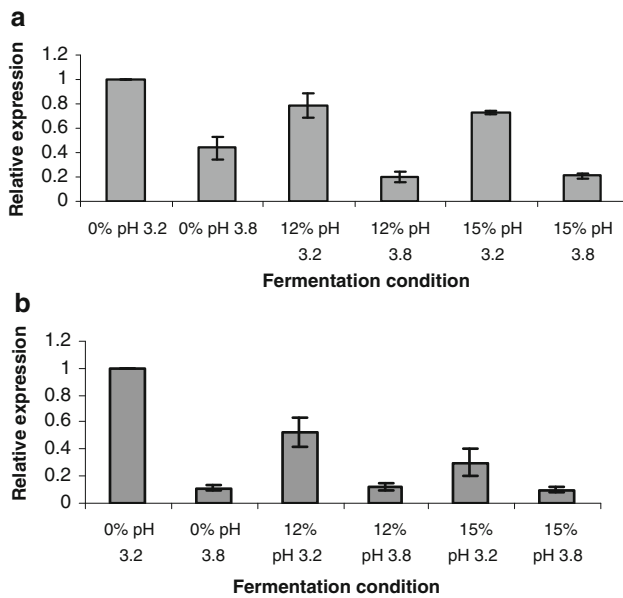 a
Relative expression
1.2
1
0.8
0.6
0.4
0.2
0
0% pH 3.2 0% pH 3.8 12% pH 12% pH 15% pH 15% pH
3.2 3.8 3.2 3.8
Fermentation condition
b
Relative expression
1.2
1
0.8
0.6
0.4
0.2
0
0% pH 0% pH 12% 12% 15% 15%
3.2 3.8 pH 3.2 pH 3.8 pH 3.2 pH 3.8
Fermentation condition